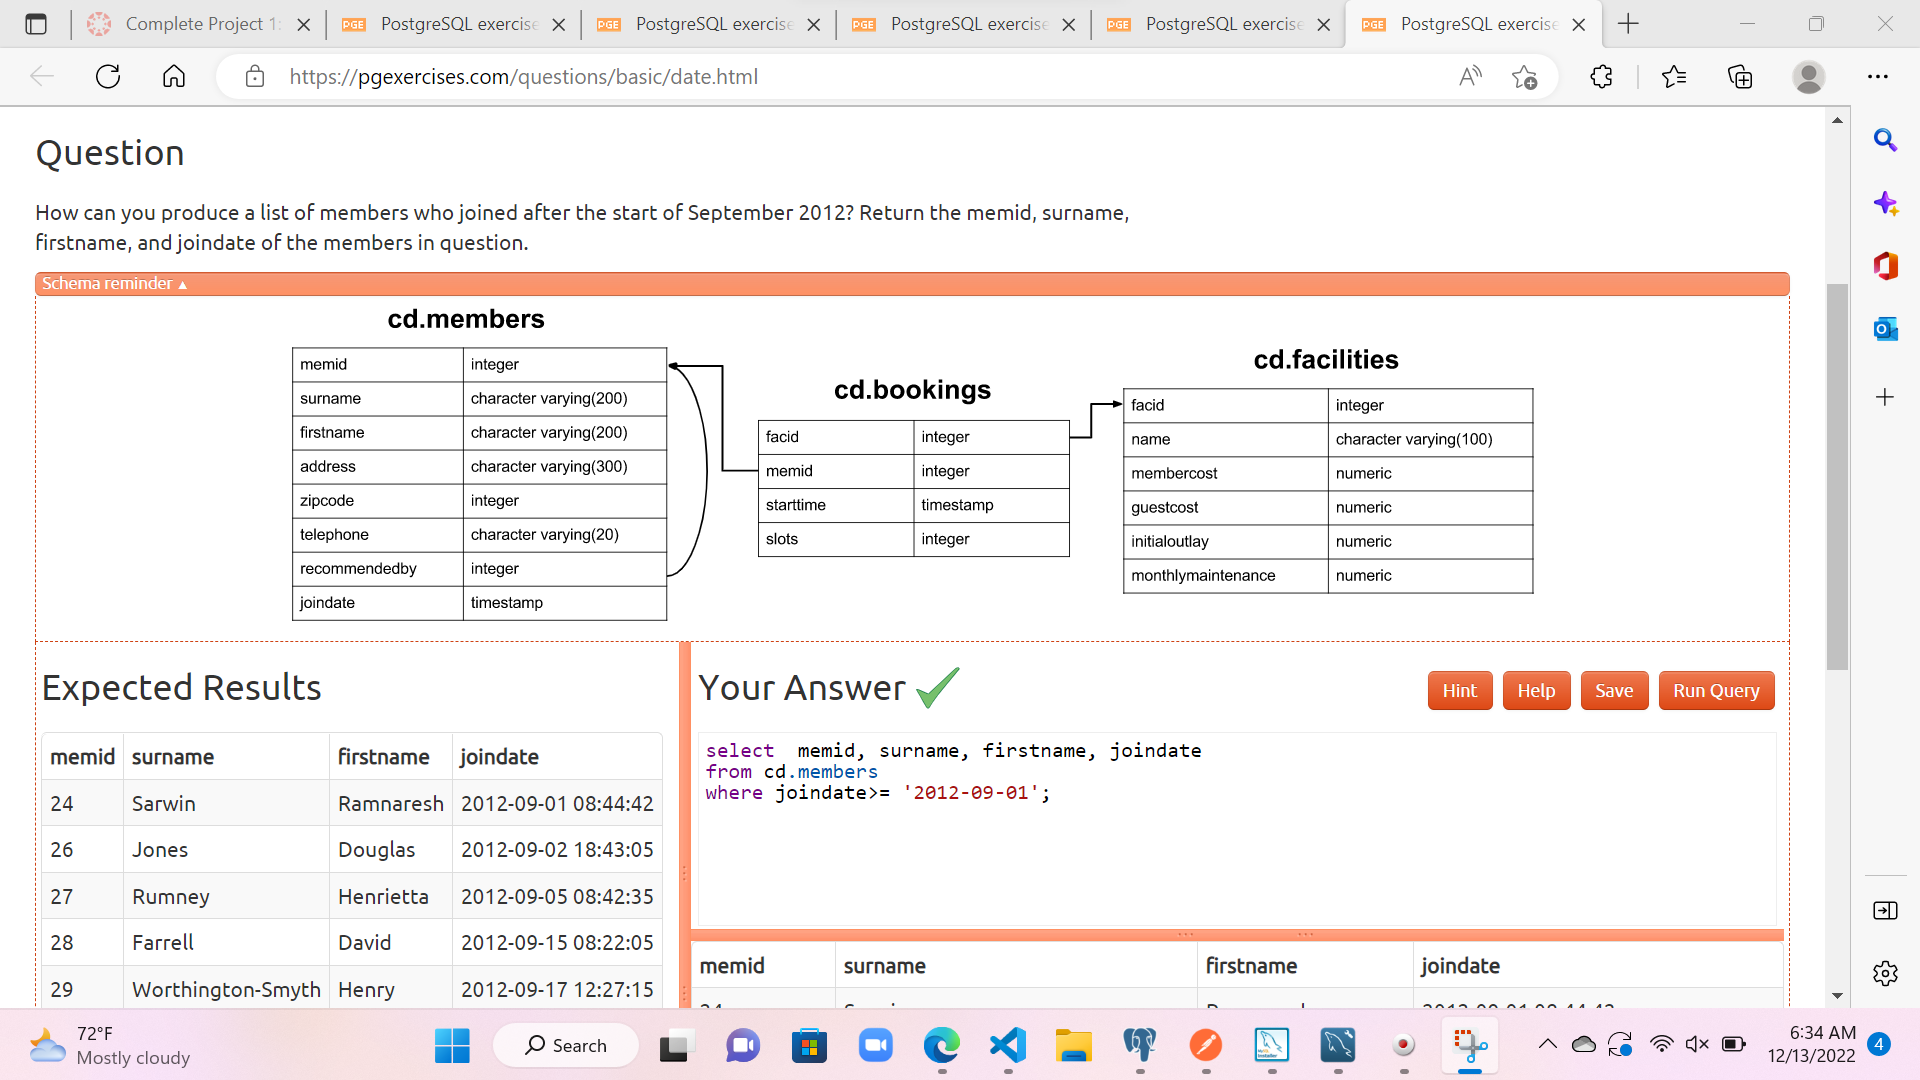 Complete Project 1:
PGE PostgreSQL exercise
PGE PostgreSQL exercise
PGE PostgreSQL exercise
PGE PostgreSQL exercise
PGE PostgreSQL exercise
https://pgexercises.com/questions/basic/date.html
Question
How can you produce a list of members who joined after the start of September 2012? Return the memid, surname,
firstname, and joindate of the members in question.
Schema reminder ▲
cd.members
memid integer
surname character varying(200)
firstname character varying(200)
address character varying(300)
zipcode integer
telephone character varying(20)
recommendedby integer
joindate timestamp
cd.bookings
facid integer
memid integer
starttime timestamp
slots integer
cd.facilities
facid integer
name character varying(100)
membercost numeric
guestcost numeric
initialoutlay numeric
monthlymaintenance numeric
Expected Results
memid surname firstname joindate
24 Sarwin Ramnaresh 2012-09-01 08:44:42
26 Jones Douglas 2012-09-02 18:43:05
27 Rumney Henrietta 2012-09-05 08:42:35
28 Farrell David 2012-09-15 08:22:05
29 Worthington-Smyth Henry 2012-09-17 12:27:15
Your Answer
Hint Help Save Run Query
select  memid, surname, firstname, joindate
from cd.members
where joindate>= '2012-09-01';
memid surname firstname joindate
72°F
Mostly cloudy
Search
6:34 AM
12/13/2022
4